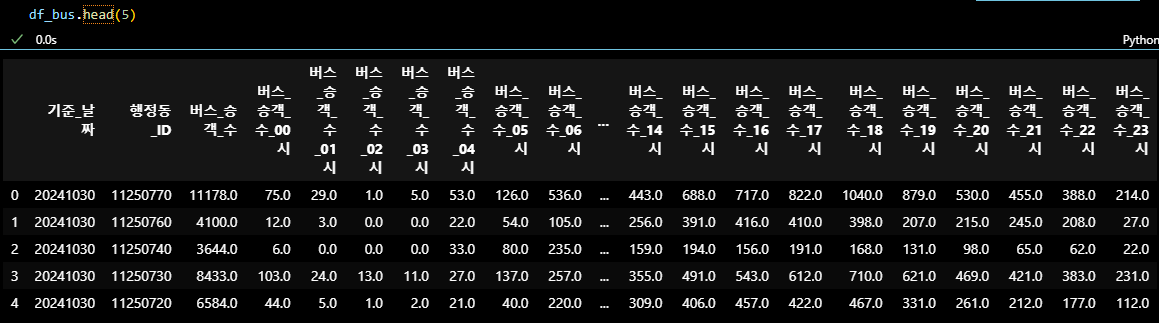 df_bus.head(5)
0.0s
Python
기준_날짜 행정동_ID 버스_승객_수 버스_승객_수_00시 버스_승객_수_01시 버스_승객_수_02시 버스_승객_수_03시 버스_승객_수_04시 버스_승객_수_05시 버스_승객_수_06시 ... 버스_승객_수_14시 버스_승객_수_15시 버스_승객_수_16시 버스_승객_수_17시 버스_승객_수_18시 버스_승객_수_19시 버스_승객_수_20시 버스_승객_수_21시 버스_승객_수_22시 버스_승객_수_23시
0 20241030 11250770 11178.0 75.0 29.0 1.0 5.0 53.0 126.0 536.0 ... 443.0 688.0 717.0 822.0 1040.0 879.0 530.0 455.0 388.0 214.0
1 20241030 11250760 4100.0 12.0 3.0 0.0 0.0 22.0 54.0 105.0 ... 256.0 391.0 416.0 410.0 398.0 207.0 215.0 245.0 208.0 27.0
2 20241030 11250740 3644.0 6.0 0.0 0.0 0.0 33.0 80.0 235.0 ... 159.0 194.0 156.0 191.0 168.0 131.0 98.0 65.0 62.0 22.0
3 20241030 11250730 8433.0 103.0 24.0 13.0 11.0 27.0 137.0 257.0 ... 355.0 491.0 543.0 612.0 710.0 621.0 469.0 421.0 383.0 231.0
4 20241030 11250720 6584.0 44.0 5.0 1.0 2.0 21.0 40.0 220.0 ... 309.0 406.0 457.0 422.0 467.0 331.0 261.0 212.0 177.0 112.0